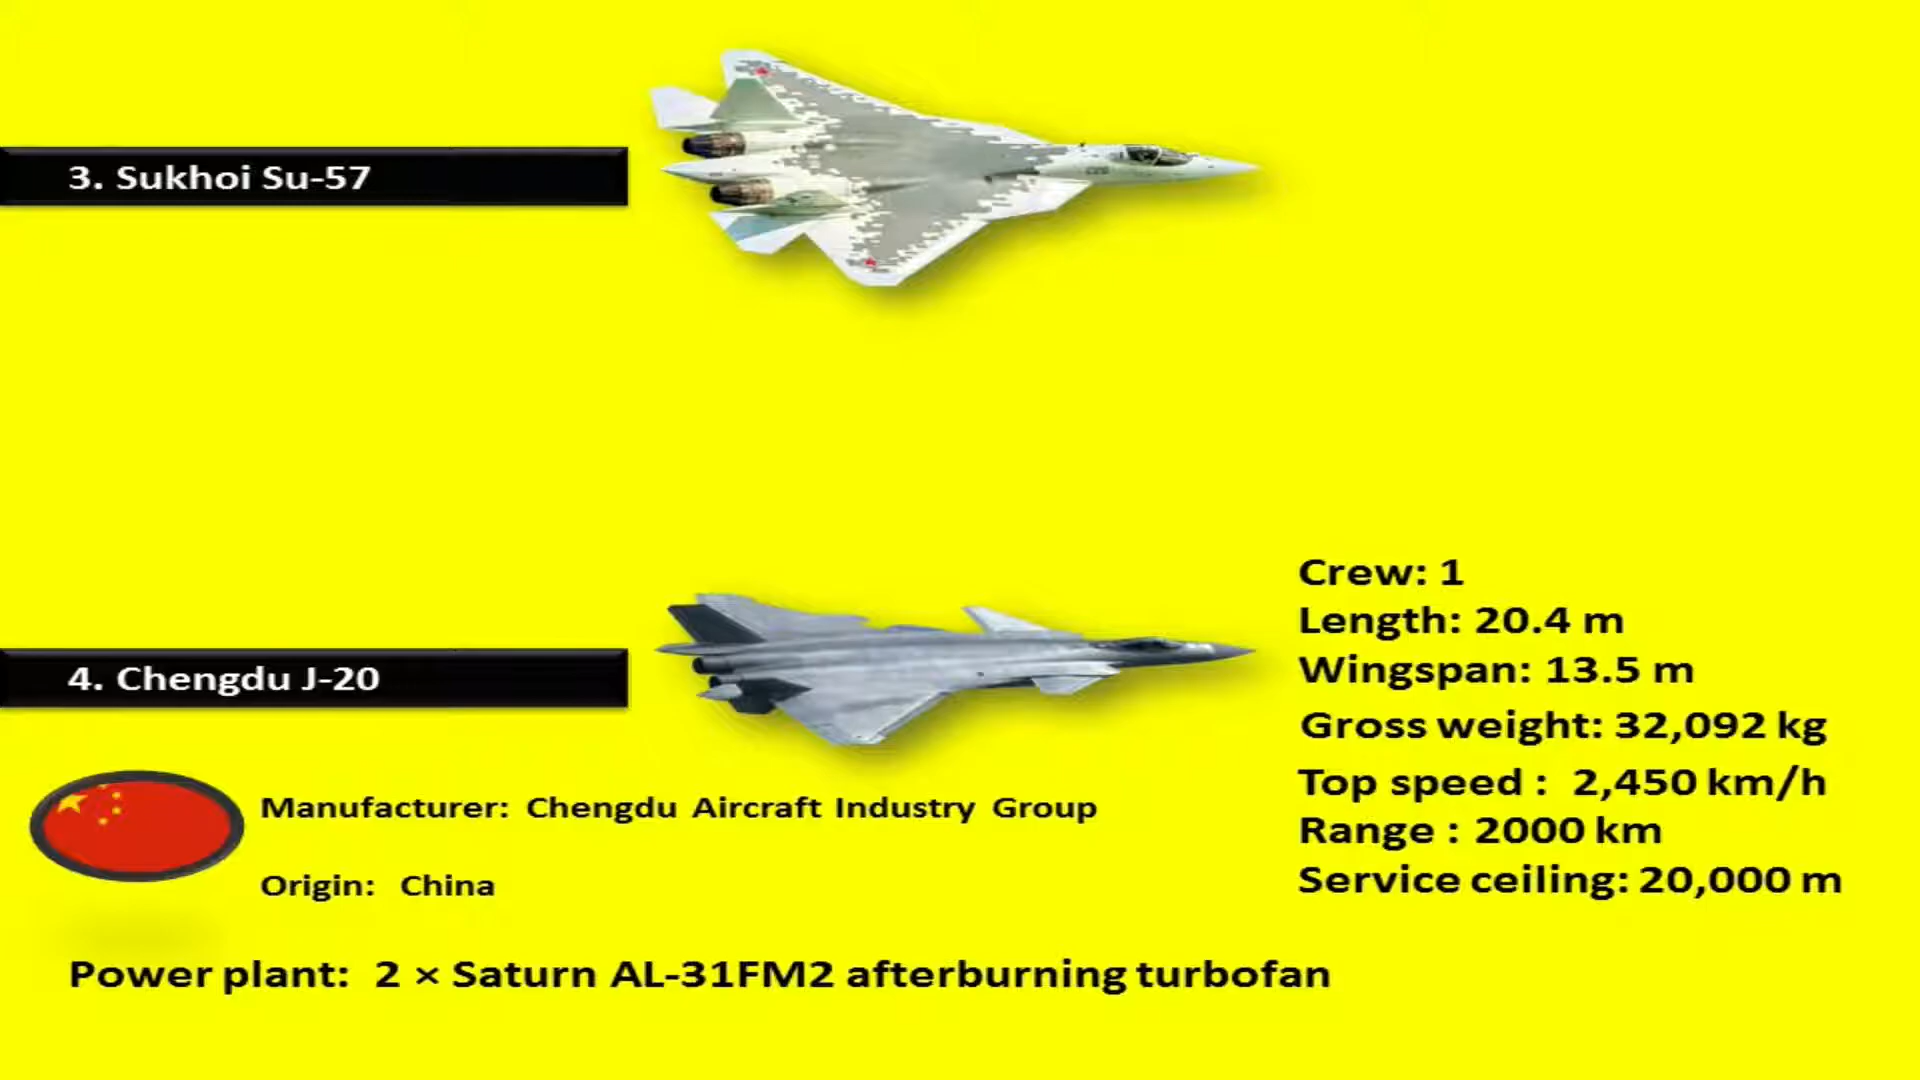 3. Sukhoi Su-57
4. Chengdu J-20
Crew: 1
Length: 20.4 m
Wingspan: 13.5 m
Gross weight: 32,092 kg
Top speed : 2,450 km/h
Range : 2000 km
Service ceiling: 20,000 m
Manufacturer: Chengdu Aircraft Industry Group
Origin: China
Power plant: 2 × Saturn AL-31FM2 afterburning turbofan